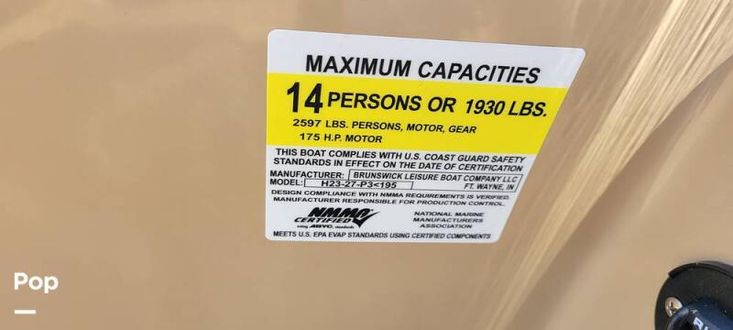 MAXIMUM CAPACITIES
14 PERSONS OR 1930 LBS.
2597 LBS. PERSONS, MOTOR, GEAR
175 H.P. MOTOR
THIS BOAT COMPLIES WITH U.S. COAST GUARD SAFETY
STANDARDS IN EFFECT ON THE DATE OF CERTIFICATION
MANUFACTURER: BRUNSWICK LEISURE BOAT COMPANY LLC
MODEL: H23-27-P3<195 FT. WAYNE, IN
DESIGN COMPLIANCE WITH NMMA REQUIREMENTS IS VERIFIED.
MANUFACTURER RESPONSIBLE FOR PRODUCTION CONTROL.
NMMA
CERTIFIED
using ABYC standards
NATIONAL MARINE
MANUFACTURERS
ASSOCIATION
MEETS U.S. EPA EVAP STANDARDS USING CERTIFIED COMPONENTS
Pop